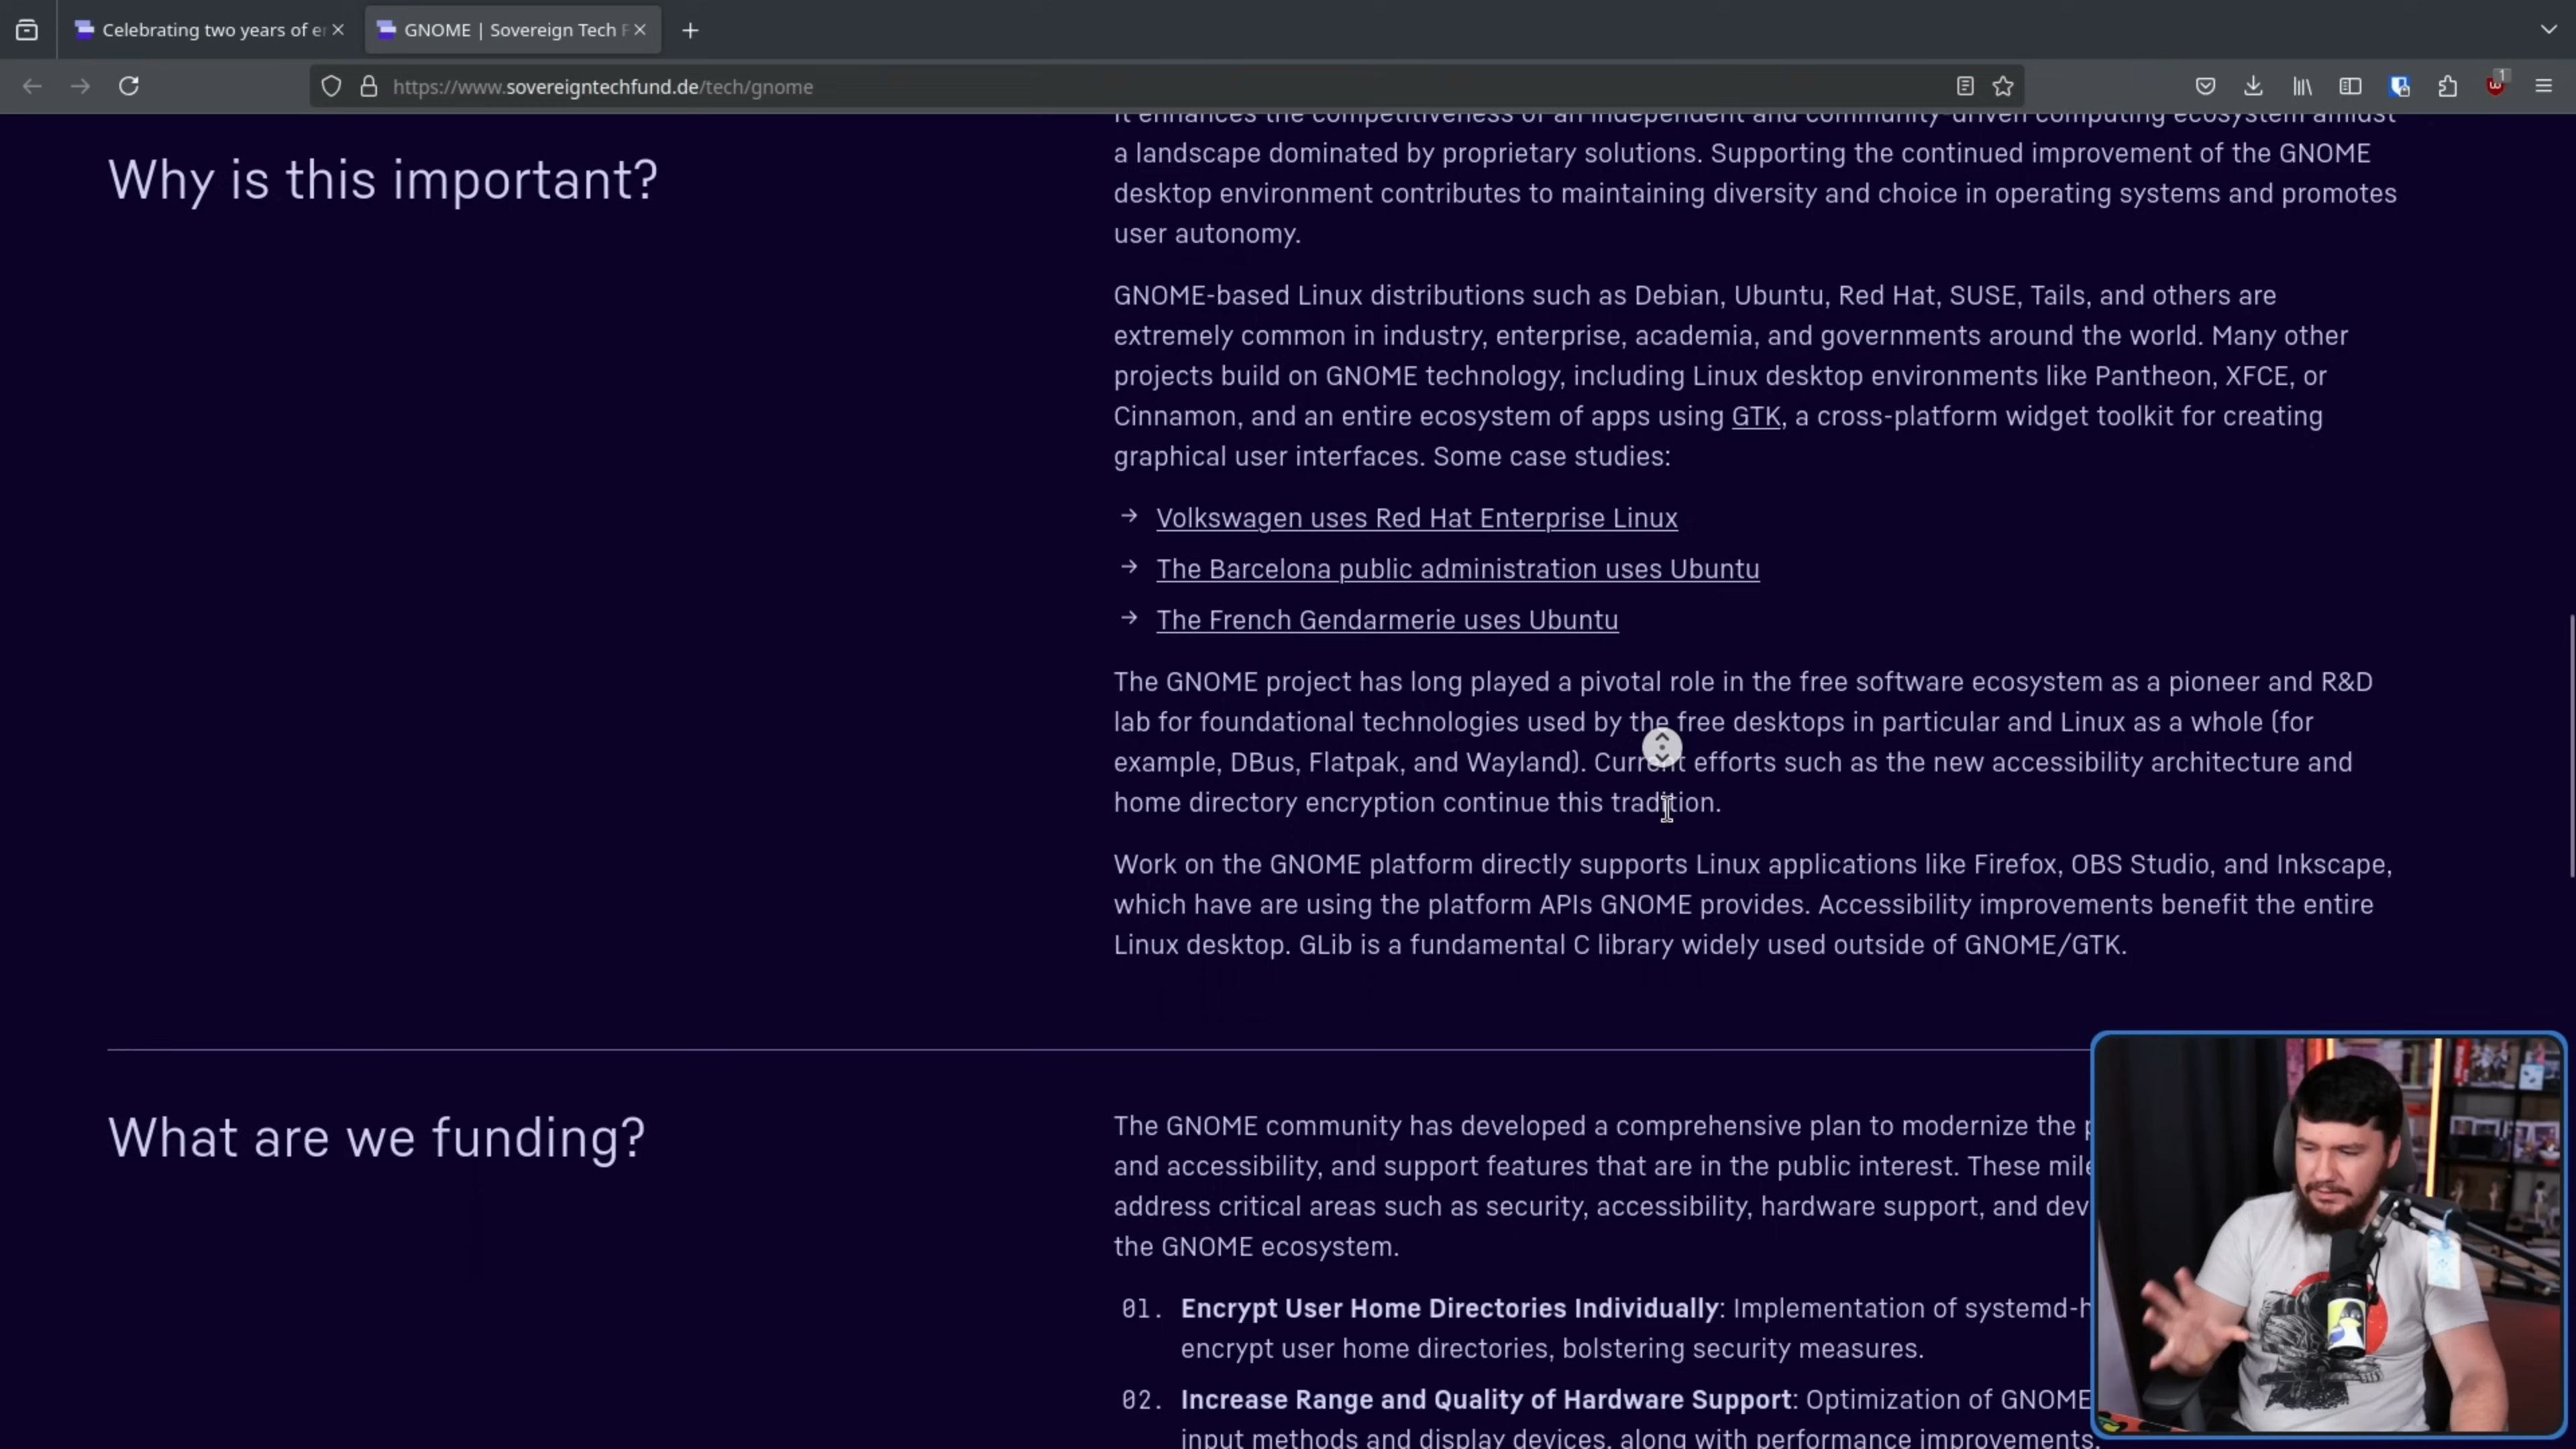 Celebrating two years of e
GNOME | Sovereign Tech F
https://www.sovereigntechfund.de/tech/gnome
1
it enhances the competitiveness of an independent and community-driven computing ecosystem amidst
Why is this important?
a landscape dominated by proprietary solutions. Supporting the continued improvement of the GNOME
desktop environment contributes to maintaining diversity and choice in operating systems and promotes
user autonomy.
GNOME-based Linux distributions such as Debian, Ubuntu, Red Hat, SUSE, Tails, and others are
extremely common in industry, enterprise, academia, and governments around the world. Many other
projects build on GNOME technology, including Linux desktop environments like Pantheon, XFCE, or
Cinnamon, and an entire ecosystem of apps using GTK, a cross-platform widget toolkit for creating
graphical user interfaces. Some case studies:
→ Volkswagen uses Red Hat Enterprise Linux
→ The Barcelona public administration uses Ubuntu
→ The French Gendarmerie uses Ubuntu
The GNOME project has long played a pivotal role in the free software ecosystem as a pioneer and R&D
lab for foundational technologies used by the free desktops in particular and Linux as a whole (for
example, DBus, Flatpak, and Wayland). Current efforts such as the new accessibility architecture and
home directory encryption continue this tradition.
Work on the GNOME platform directly supports Linux applications like Firefox, OBS Studio, and Inkscape,
which have are using the platform APIs GNOME provides. Accessibility improvements benefit the entire
Linux desktop. GLib is a fundamental C library widely used outside of GNOME/GTK.
What are we funding?
The GNOME community has developed a comprehensive plan to modernize the p
and accessibility, and support features that are in the public interest. These mile
address critical areas such as security, accessibility, hardware support, and dev
the GNOME ecosystem.
01. Encrypt User Home Directories Individually: Implementation of systemd-h
encrypt user home directories, bolstering security measures.
02. Increase Range and Quality of Hardware Support: Optimization of GNOME
input methods and display devices, along with performance improvements.